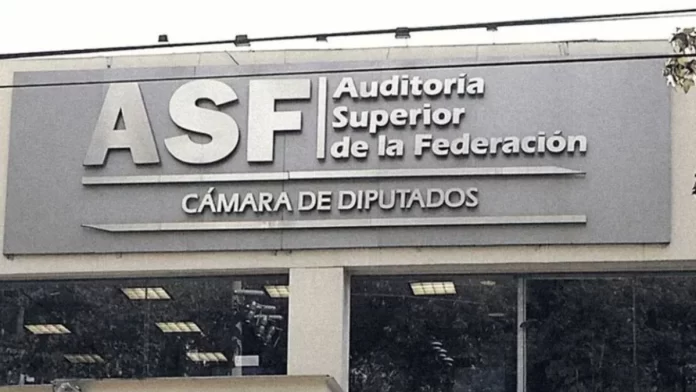 ASF
Auditoría
Superior
de la Federación
CÁMARA DE DIPUTADOS